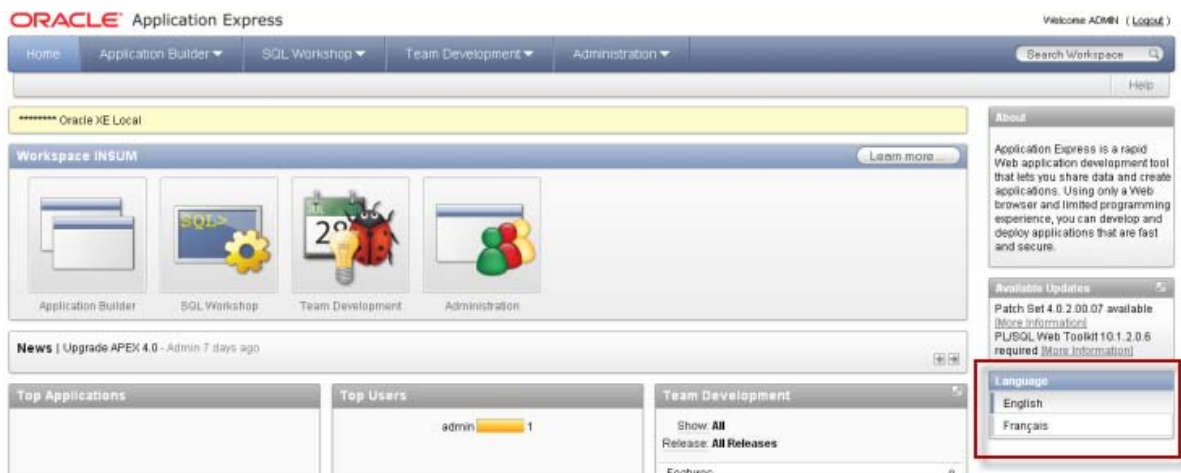 ORACLE Application Express
Welcome ADMIN ( Logout )
Home Application Builder SQL Workshop Team Development Administration
Search Workspace
Help
******** Oracle XE Local
Workspace INSUM
Learn more...
SQL>
28
Application Builder
SQL Workshop
Team Development
Administration
News | Upgrade APEX 4.0 - Admin 7 days ago
Top Applications
Top Users
admin 1
Team Development
Show: All
Release: All Releases
Features
About
Application Express is a rapid
Web application development tool
that lets you share data and create
applications. Using only a Web
browser and limited programming
experience, you can develop and
deploy applications that are fast
and secure.
Available Updates
Patch Set 4.0.2.00.07 available
[More Information]
PL/SQL Web Toolkit 10.1.2.0.6
required [More Information]
Language
English
Français